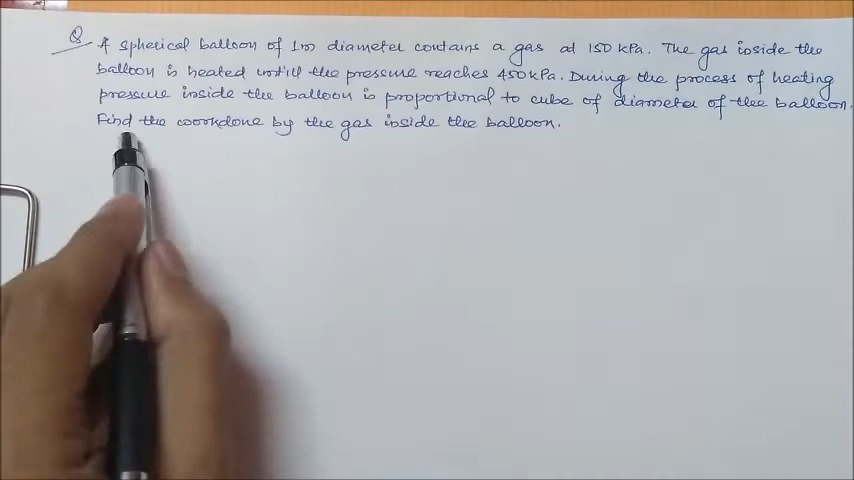 Q A spherical balloon of 1m diameter contains a gas at 150 kPa. The gas inside the
balloon is heated untill the pressure reaches 450 kPa. During the process of heating
pressure inside the balloon is proportional to cube of diameter of the balloon.
Find the workdone by the gas inside the balloon.